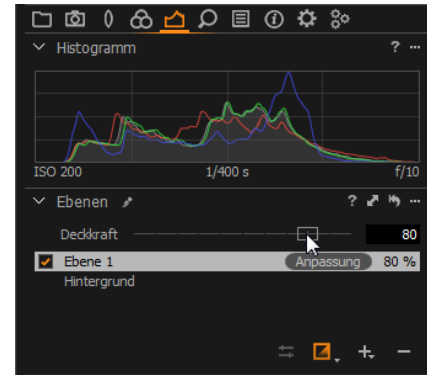 Histogramm ? ...
ISO 200 1/400 s f/10
Ebenen ? ...
Deckkraft 80
Ebene 1 Anpassung 80 %
Hintergrund